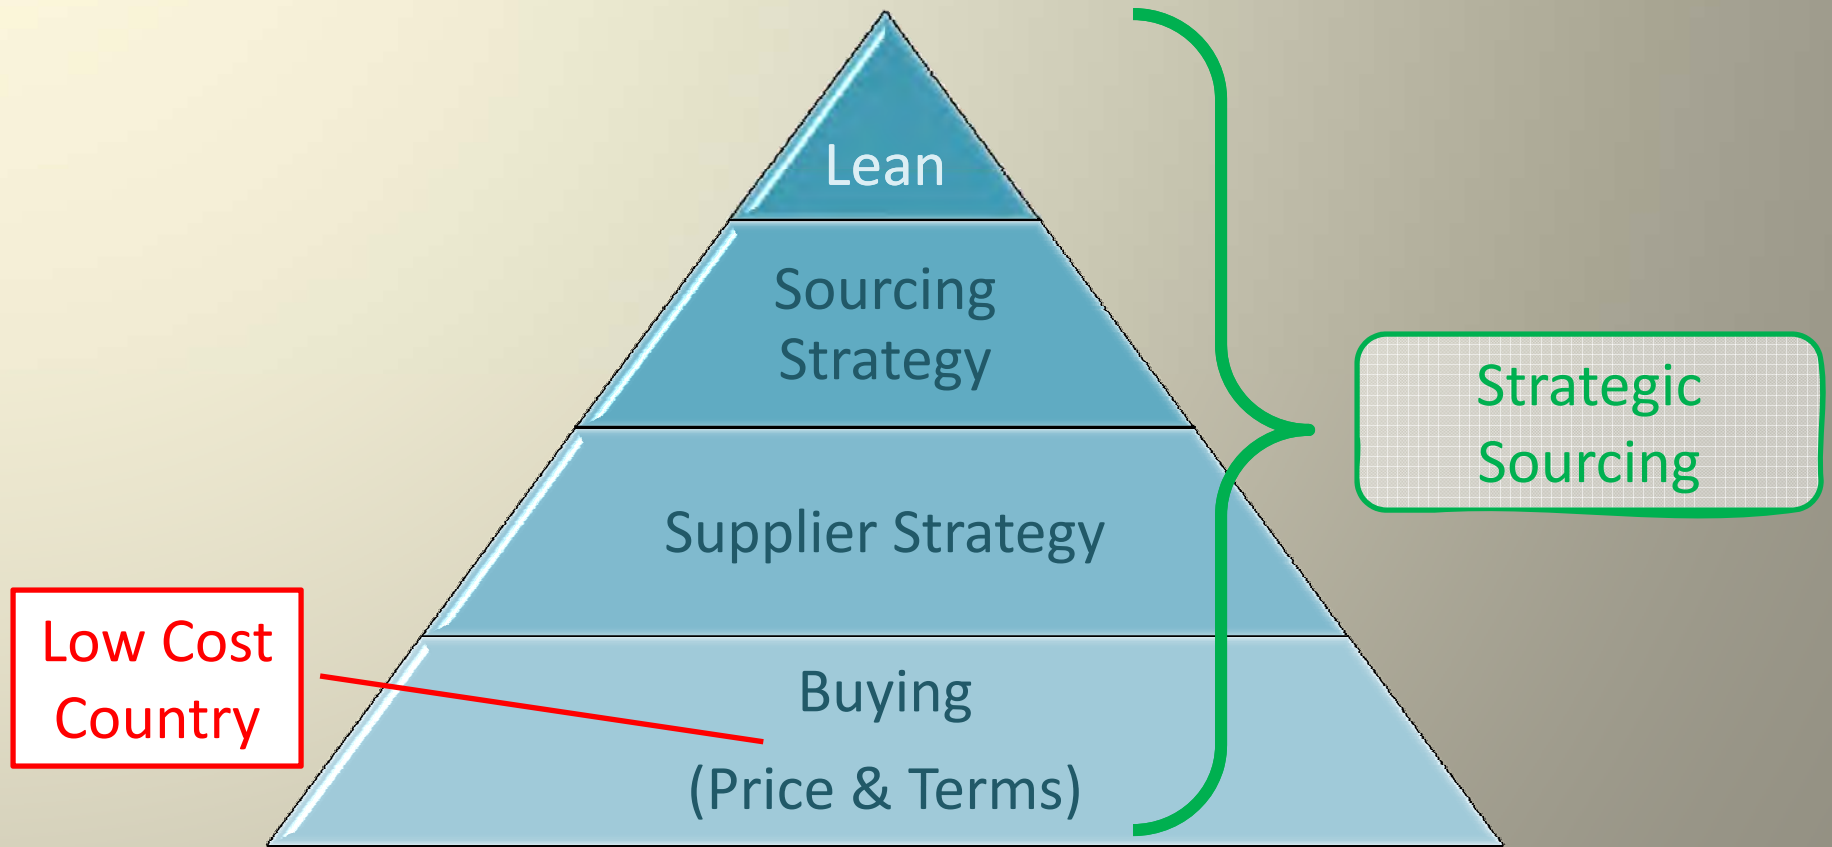 Lean
Sourcing
Strategy
Strategic
Sourcing
Supplier Strategy
Low Cost
Country
Buying
(Price & Terms)